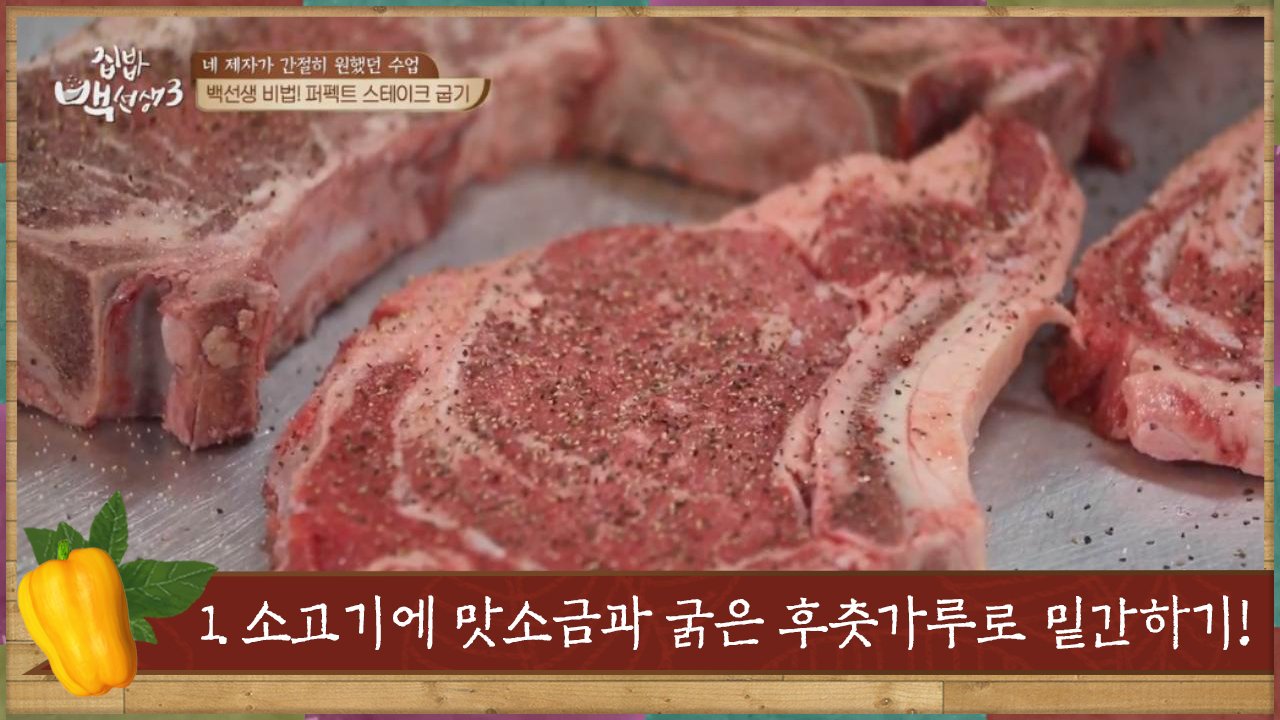 집밥
백선생3
네 제자가 간절히 원했던 수업
백선생 비법! 퍼펙트 스테이크 굽기
1. 소고기에 맛소금과 굵은 후춧가루로 밑간하기!